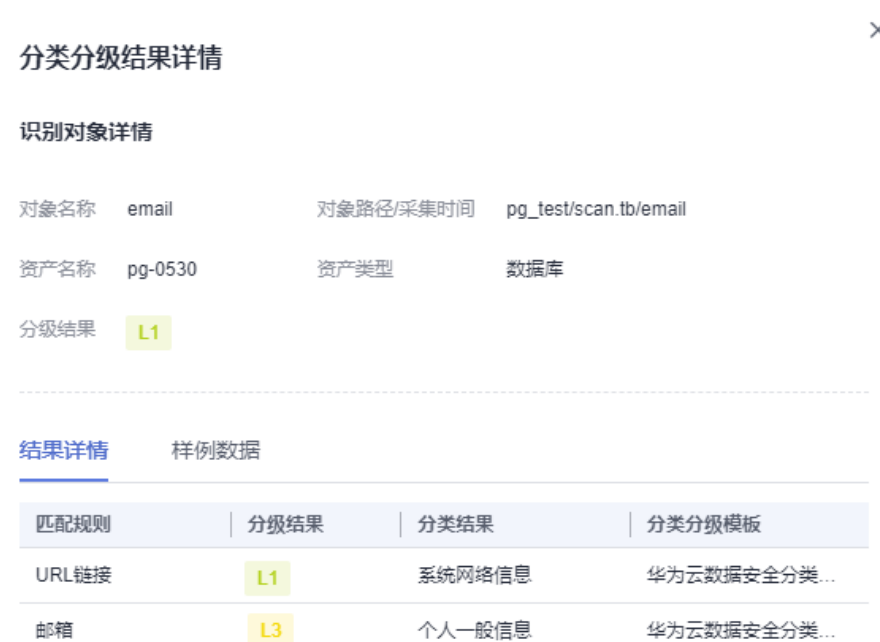 分类分级结果详情
识别对象详情
对象名称 email 对象路径/采集时间 pg_test/scan.tb/email
资产名称 pg-0530 资产类型 数据库
分级结果 L1
结果详情 样例数据
匹配规则 分级结果 分类结果 分类分级模板
URL链接 L1 系统网络信息 华为云数据安全分类...
邮箱 L3 个人一般信息 华为云数据安全分类...